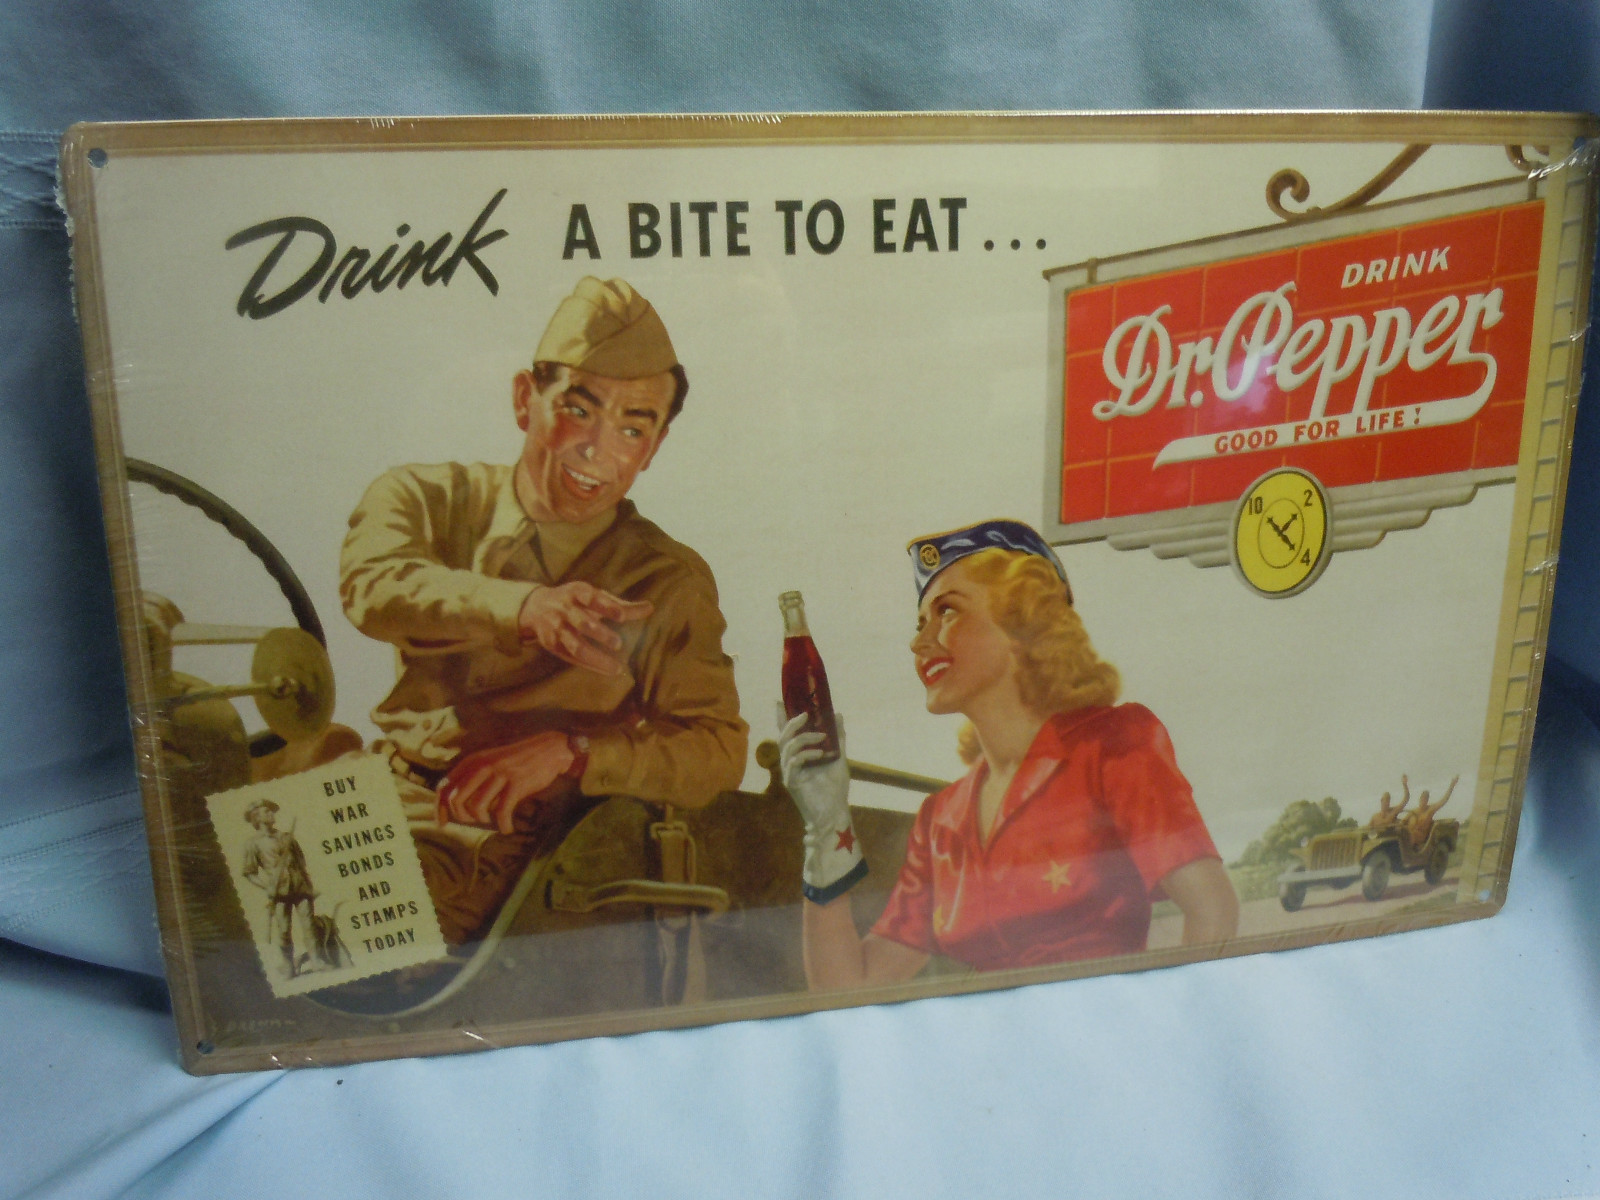 Drink A BITE TO EAT...
DRINK
Dr. Pepper
GOOD FOR LIFE!
10 2
4
BUY
WAR
SAVINGS
BONDS
AND
STAMPS
TODAY